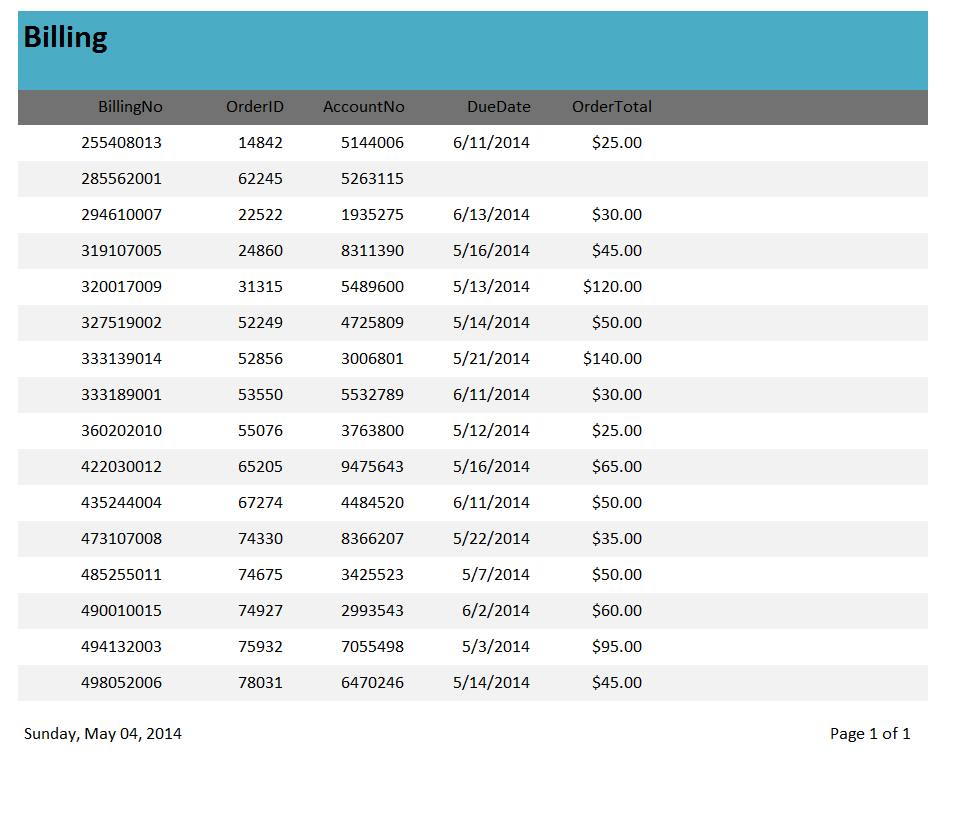 Billing
BillingNo OrderID AccountNo DueDate OrderTotal
255408013 14842 5144006 6/11/2014 $25.00
285562001 62245 5263115
294610007 22522 1935275 6/13/2014 $30.00
319107005 24860 8311390 5/16/2014 $45.00
320017009 31315 5489600 5/13/2014 $120.00
327519002 52249 4725809 5/14/2014 $50.00
333139014 52856 3006801 5/21/2014 $140.00
333189001 53550 5532789 6/11/2014 $30.00
360202010 55076 3763800 5/12/2014 $25.00
422030012 65205 9475643 5/16/2014 $65.00
435244004 67274 4484520 6/11/2014 $50.00
473107008 74330 8366207 5/22/2014 $35.00
485255011 74675 3425523 5/7/2014 $50.00
490010015 74927 2993543 6/2/2014 $60.00
494132003 75932 7055498 5/3/2014 $95.00
498052006 78031 6470246 5/14/2014 $45.00
Sunday, May 04, 2014 Page 1 of 1